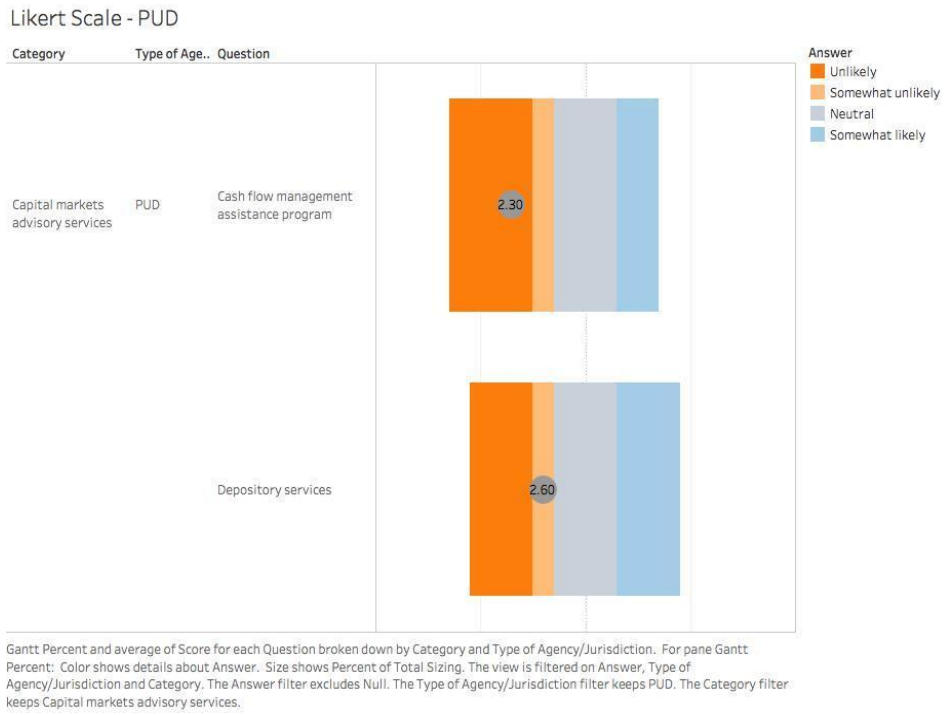 Likert Scale - PUD
Category Type of Age.. Question
Answer
Unlikely
Somewhat unlikely
Neutral
Somewhat likely
Capital markets
advisory services
PUD
Cash flow management
assistance program
2.30
Depository services
2.60
Gantt Percent and average of Score for each Question broken down by Category and Type of Agency/Jurisdiction. For pane Gantt
Percent: Color shows details about Answer. Size shows Percent of Total Sizing. The view is filtered on Answer, Type of
Agency/Jurisdiction and Category. The Answer filter excludes Null. The Type of Agency/Jurisdiction filter keeps PUD. The Category filter
keeps Capital markets advisory services.